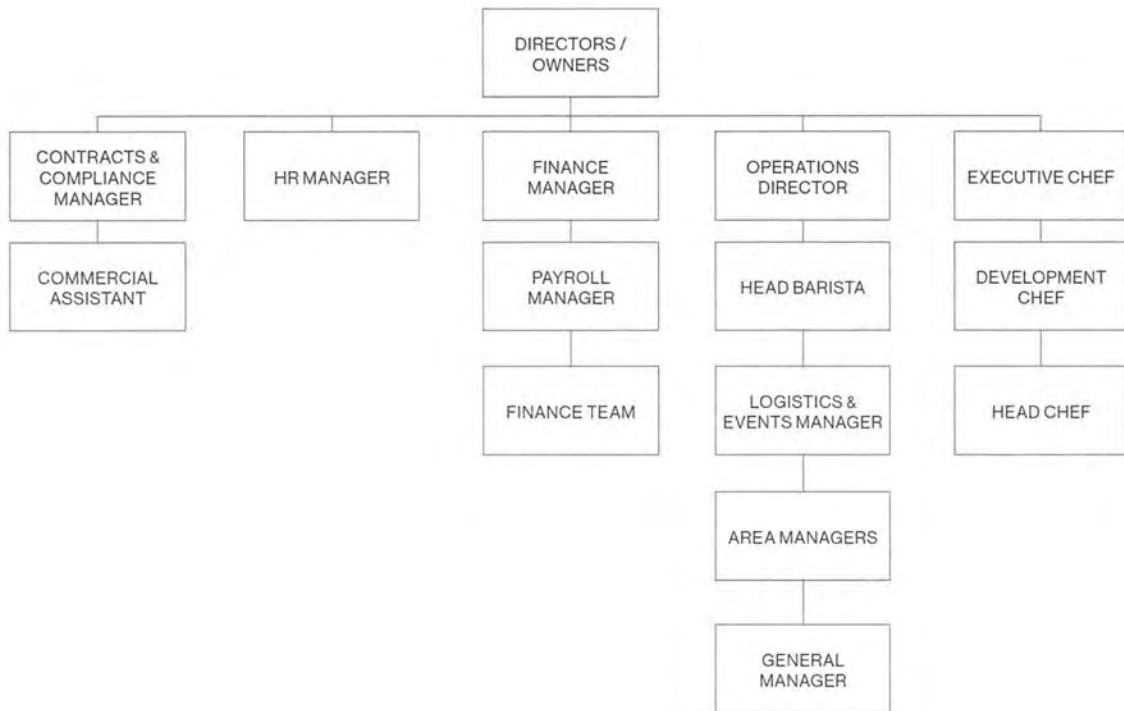 DIRECTORS /
OWNERS
CONTRACTS &
COMPLIANCE
MANAGER
HR MANAGER
FINANCE
MANAGER
OPERATIONS
DIRECTOR
EXECUTIVE CHEF
COMMERCIAL
ASSISTANT
PAYROLL
MANAGER
HEAD BARISTA
DEVELOPMENT
CHEF
FINANCE TEAM
LOGISTICS &
EVENTS MANAGER
HEAD CHEF
AREA MANAGERS
GENERAL
MANAGER